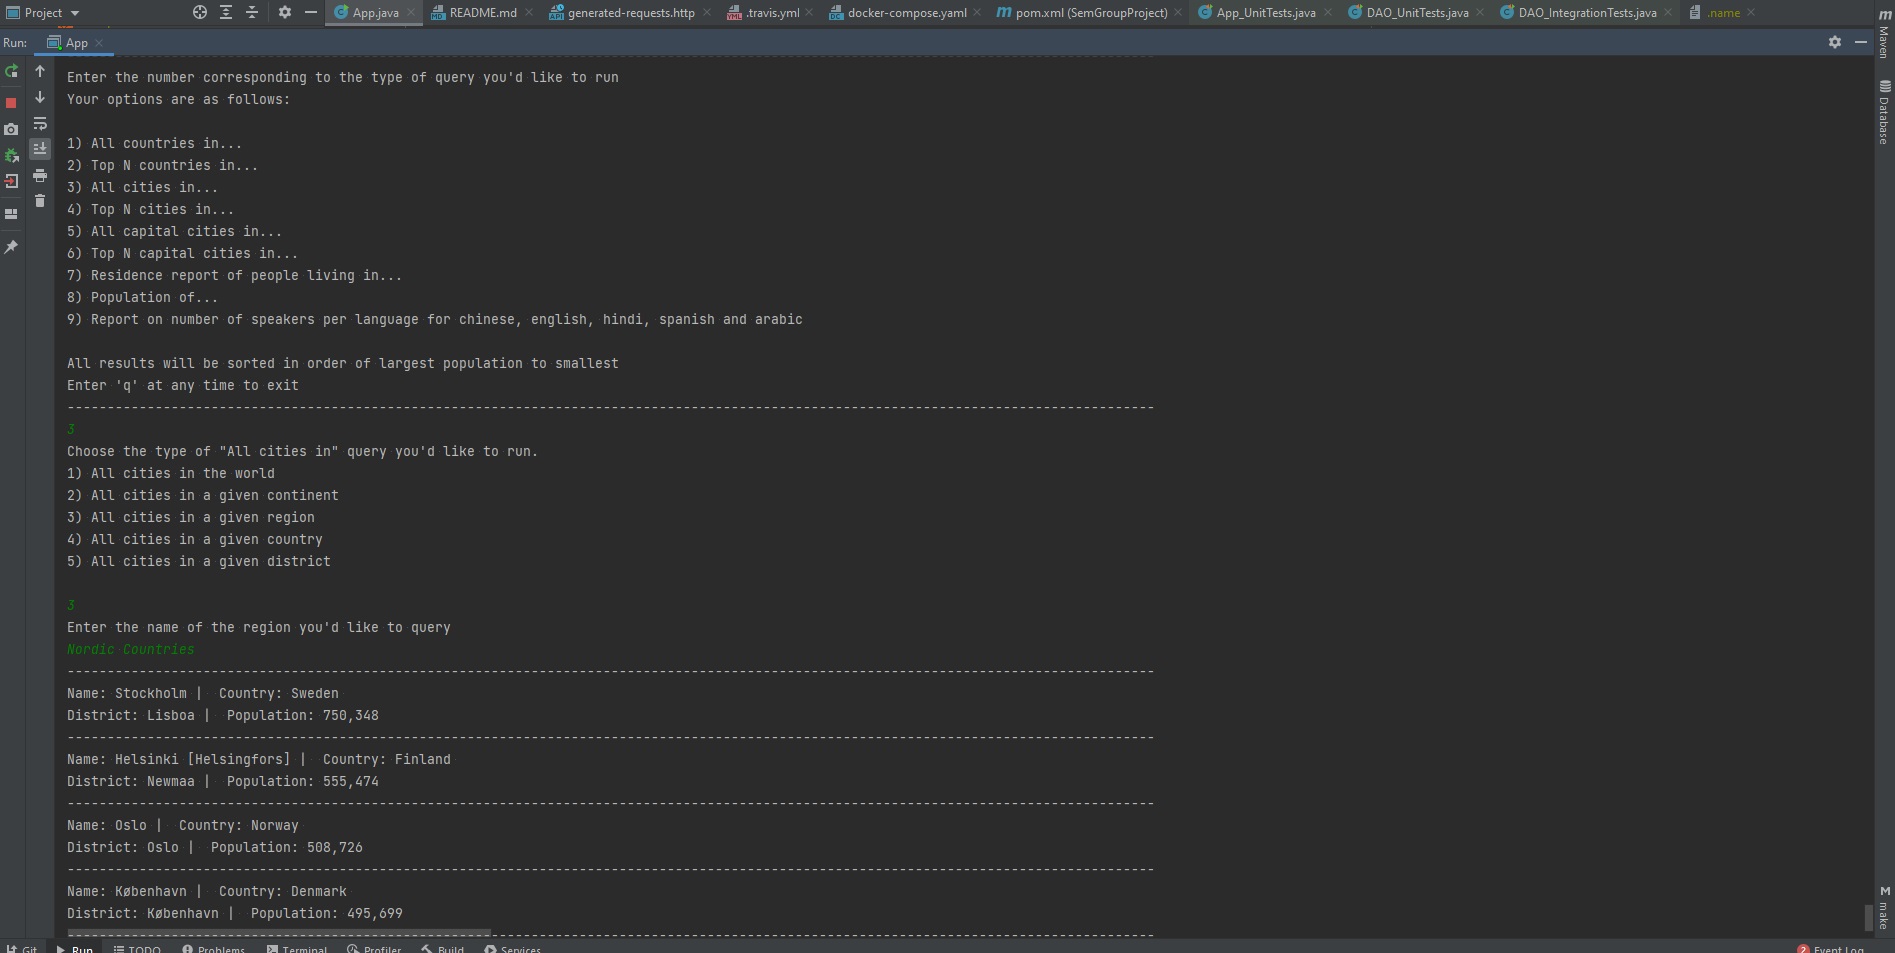 Project App.java README.md generated-requests.http .travis.yml docker-compose.yaml pom.xml (SemGroupProject) App_UnitTests.java DAO_UnitTests.java DAO_IntegrationTests.java .name
Run: App
Enter the number corresponding to the type of query you'd like to run
Your options are as follows:
1) All countries in...
2) Top N countries in...
3) All cities in...
4) Top N cities in...
5) All capital cities in...
6) Top N capital cities in...
7) Residence report of people living in...
8) Population of...
9) Report on number of speakers per language for chinese, english, hindi, spanish and arabic
All results will be sorted in order of largest population to smallest
Enter 'q' at any time to exit
----------------------------------------------------------------------------------------------------------------------------------------
3
Choose the type of "All cities in" query you'd like to run.
1) All cities in the world
2) All cities in a given continent
3) All cities in a given region
4) All cities in a given country
5) All cities in a given district
3
Enter the name of the region you'd like to query
Nordic Countries
----------------------------------------------------------------------------------------------------------------------------------------
Name: Stockholm |  Country: Sweden
District: Lisboa |  Population: 750,348
----------------------------------------------------------------------------------------------------------------------------------------
Name: Helsinki [Helsingfors] |  Country: Finland
District: Newmaa |  Population: 555,474
----------------------------------------------------------------------------------------------------------------------------------------
Name: Oslo |  Country: Norway
District: Oslo |  Population: 508,726
----------------------------------------------------------------------------------------------------------------------------------------
Name: København |  Country: Denmark
District: København |  Population: 495,699
----------------------------------------------------------------------------------------------------------------------------------------
Git Run TODO Problems Terminal Profiler Build Services 2 Event Log
Maven
Database
make